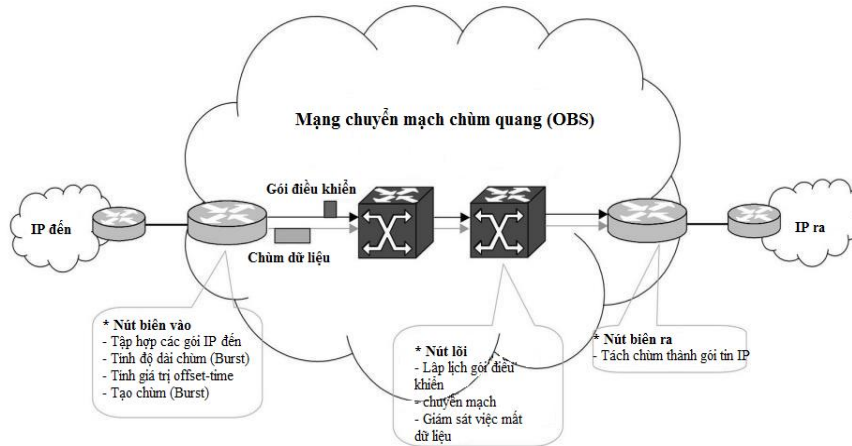 Mạng chuyển mạch chùm quang (OBS)
Gói điều khiển
IP đến
IP ra
Chùm dữ liệu
* Nút biên vào
- Tập hợp các gói IP đến
- Tính độ dài chùm (Burst)
- Tính giá trị offset-time
- Tạo chùm (Burst)
* Nút lõi
- Lập lịch gói điều
khiển
- chuyển mạch
- Giám sát việc mất
dữ liệu
* Nút biên ra
- Tách chùm thành gói tin IP